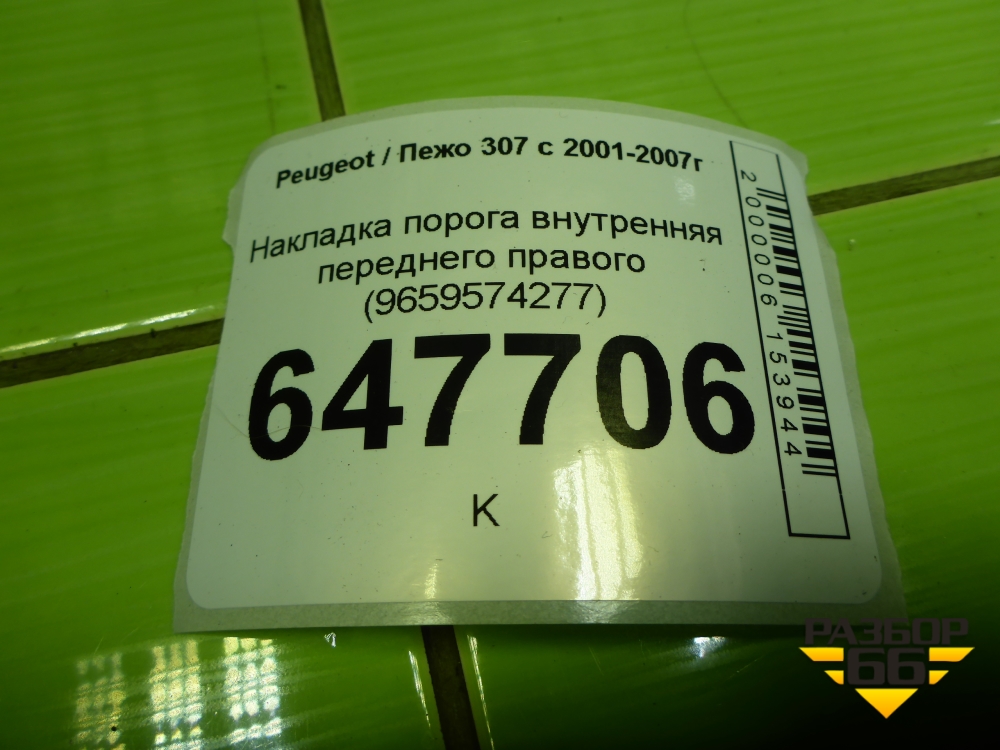 Peugeot / Пежо 307 с 2001-2007г
Накладка порога внутренняя
переднего правого
(9659574277)
647706
К
2000006153944
РАЗБОР
66